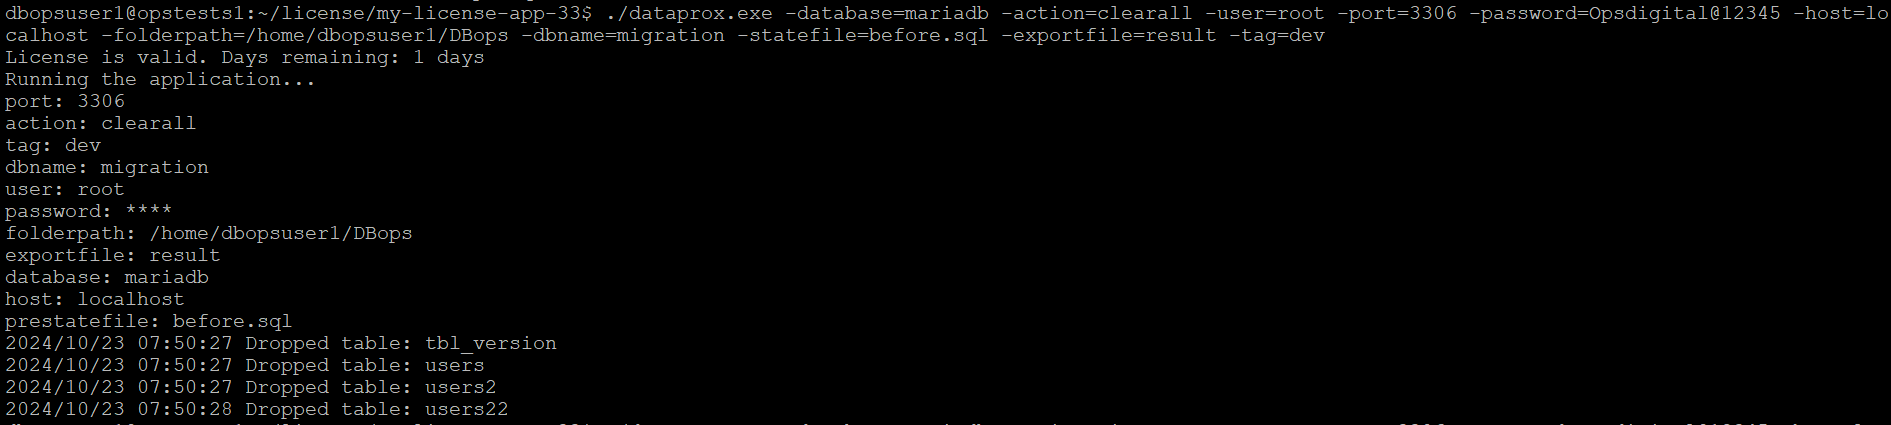 dbopsuser1@opstests1:~/license/my-license-app-33$ ./dataprox.exe -database=mariadb -action=clearall -user=root -port=3306 -password=Opsdigital@12345 -host=lo
calhost -folderpath=/home/dbopsuser1/DBops -dbname=migration -statefile=before.sql -exportfile=result -tag=dev
License is valid. Days remaining: 1 days
Running the application...
port: 3306
action: clearall
tag: dev
dbname: migration
user: root
password: ****
folderpath: /home/dbopsuser1/DBops
exportfile: result
database: mariadb
host: localhost
prestatefile: before.sql
2024/10/23 07:50:27 Dropped table: tbl_version
2024/10/23 07:50:27 Dropped table: users
2024/10/23 07:50:27 Dropped table: users2
2024/10/23 07:50:28 Dropped table: users22